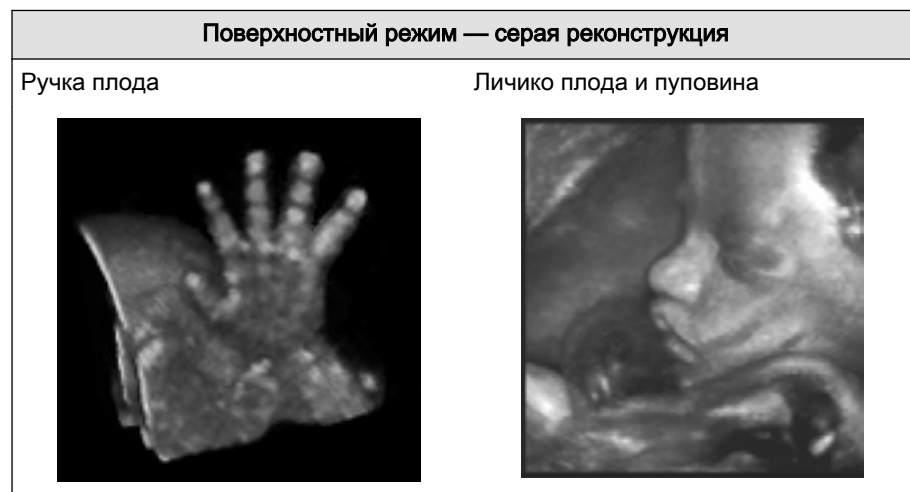 Поверхностный режим — серая реконструкция
Ручка плода
Личико плода и пуповина